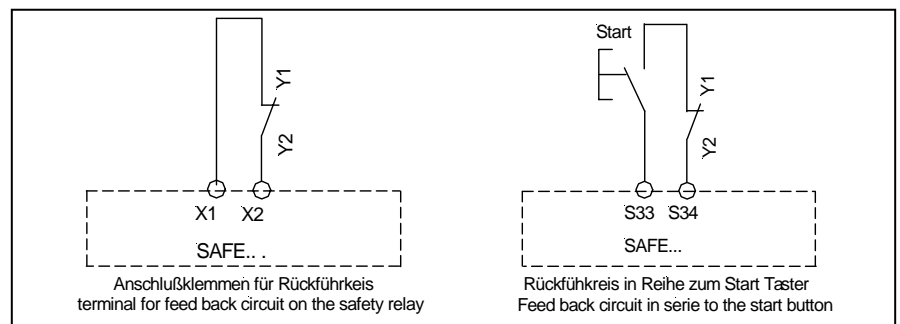 Y1
Y2
X1 X2
SAFE.. .
Anschlußklemmen für Rückführkeis
terminal for feed back circuit on the safety relay
Start
Y1
Y2
S33 S34
SAFE...
Rückfühkreis in Reihe zum Start Taster
Feed back circuit in serie to the start button